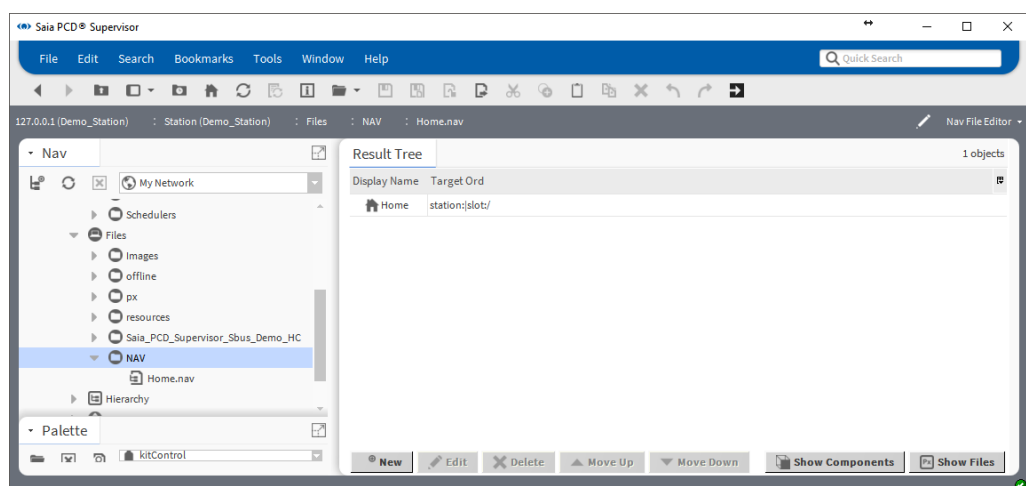 Saia PCD® Supervisor
File Edit Search Bookmarks Tools Window Help
Quick Search
127.0.0.1 (Demo_Station) : Station (Demo_Station) : Files : NAV : Home.nav
Nav File Editor
Nav
My Network
Schedulers
Files
Images
offline
px
resources
Saia_PCD_Supervisor_Sbus_Demo_HC
NAV
Home.nav
Hierarchy
Palette
kitControl
Result Tree
1 objects
Display Name Target Ord
Home station:|slot:/
New Edit Delete Move Up Move Down Show Components Px Show Files